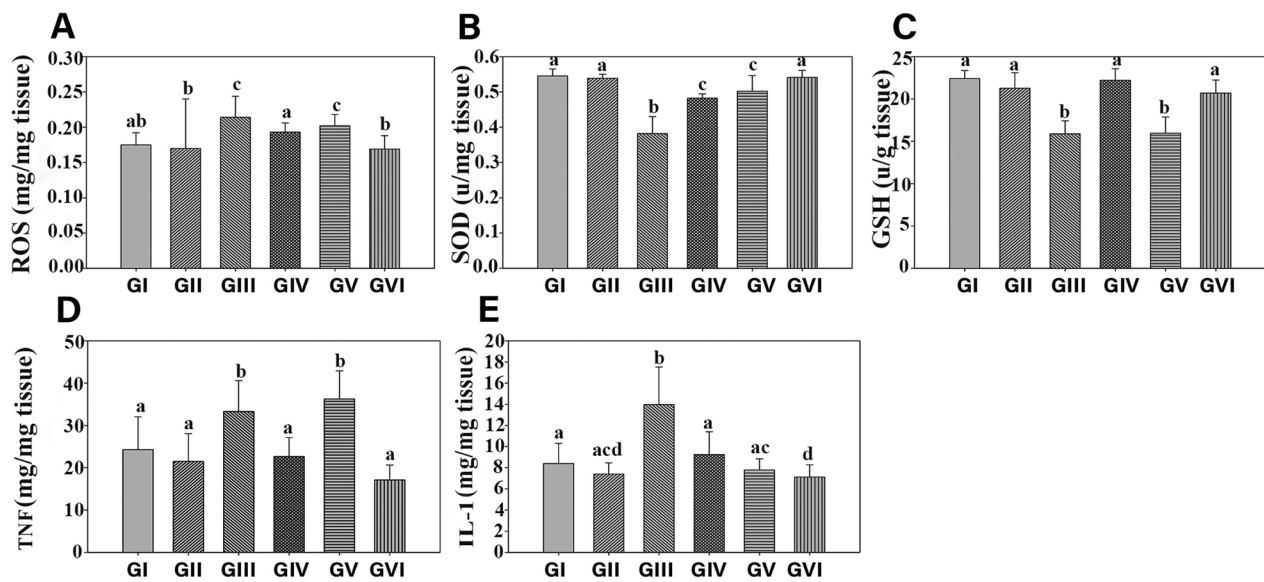 A
ROS (mg/mg tissue)
0.30
0.25
0.20
0.15
0.10
0.05
0.00
ab
b
c
a
c
b
GI GII GIII GIV GV GVI
B
SOD (u/mg tissue)
0.6
0.5
0.4
0.3
0.2
0.1
0.0
a
a
b
c
c
a
GI GII GIII GIV GV GVI
C
GSH (u/g tissue)
25
20
15
10
5
0
a
a
b
a
b
a
GI GII GIII GIV GV GVI
D
TNF(mg/mg tissue)
50
40
30
20
10
0
a
a
b
a
b
a
GI GII GIII GIV GV GVI
E
IL-1 (mg/mg tissue)
20
18
16
14
12
10
8
6
4
2
0
a
acd
b
a
ac
d
GI GII GIII GIV GV GVI